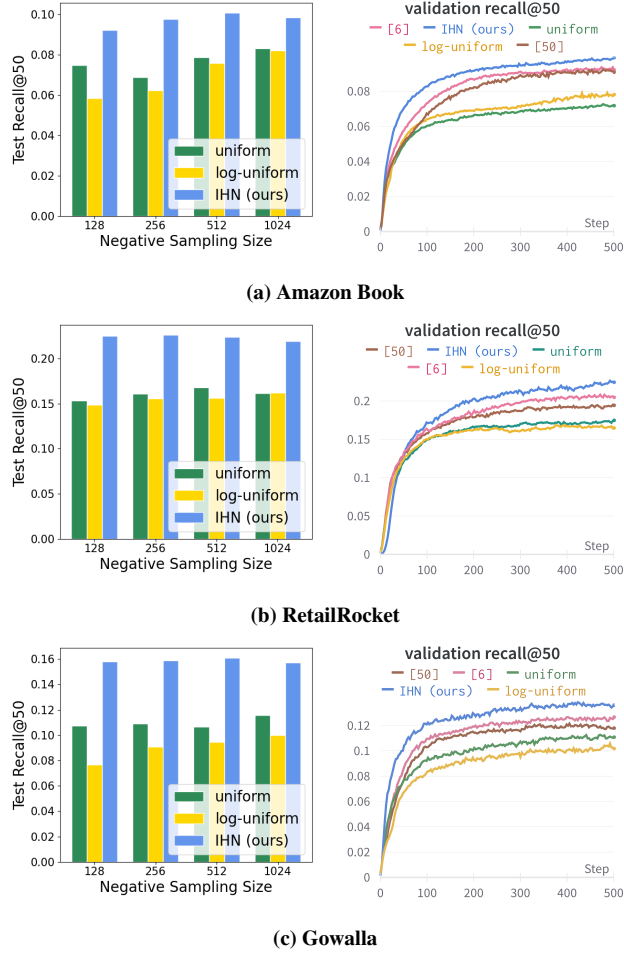 0.10
0.08
0.06
0.04
0.02
0.00
Test Recall@50
128 256 512 1024
Negative Sampling Size
uniform
log-uniform
IHN (ours)
validation recall@50
[6] IHN (ours) uniform
log-uniform [50]
0.08
0.06
0.04
0.02
0
Step
0 100 200 300 400 500
(a) Amazon Book
0.20
0.15
0.10
0.05
0.00
Test Recall@50
128 256 512 1024
Negative Sampling Size
uniform
log-uniform
IHN (ours)
validation recall@50
[50] IHN (ours) uniform
[6] log-uniform
0.2
0.15
0.1
0.05
0
Step
0 100 200 300 400 500
(b) RetailRocket
0.16
0.14
0.12
0.10
0.08
0.06
0.04
0.02
0.00
Test Recall@50
128 256 512 1024
Negative Sampling Size
uniform
log-uniform
IHN (ours)
validation recall@50
[50] [6] uniform
IHN (ours) log-uniform
0.12
0.1
0.08
0.06
0.04
0.02
0
Step
0 100 200 300 400 500
(c) Gowalla